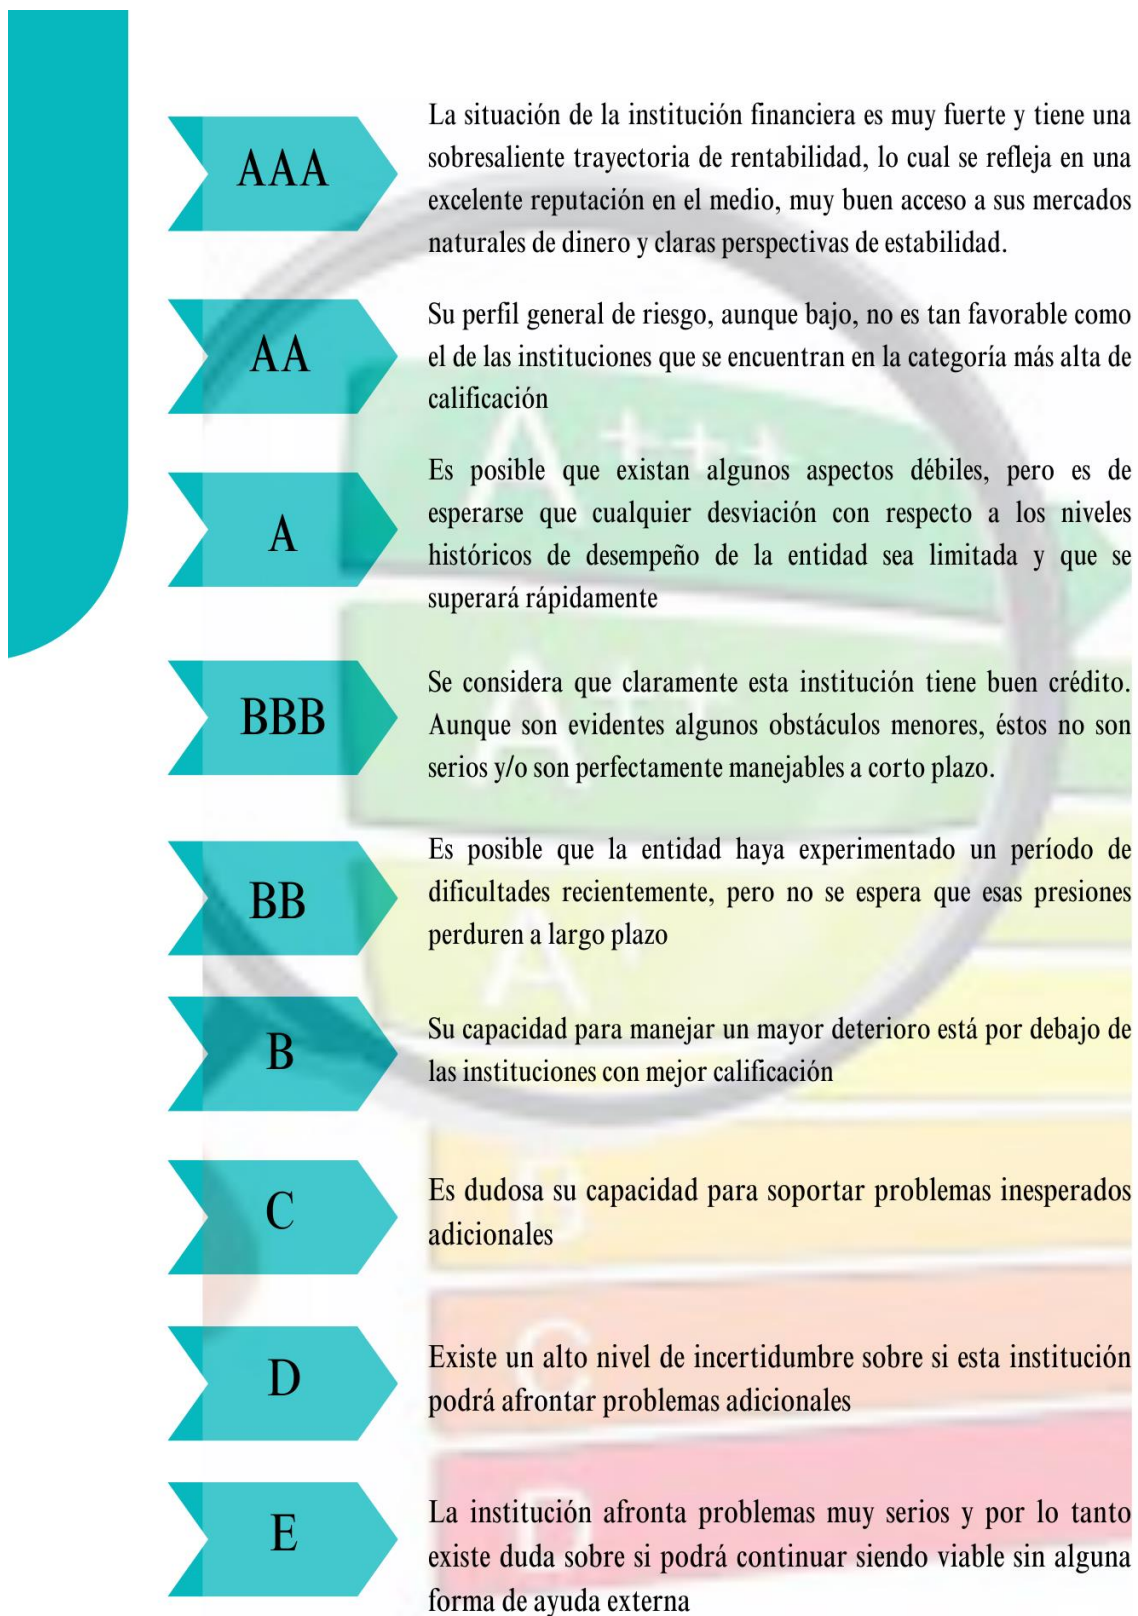 AAA
La situación de la institución financiera es muy fuerte y tiene una
sobresaliente trayectoria de rentabilidad, lo cual se refleja en una
excelente reputación en el medio, muy buen acceso a sus mercados
naturales de dinero y claras perspectivas de estabilidad.
AA
Su perfil general de riesgo, aunque bajo, no es tan favorable como
el de las instituciones que se encuentran en la categoría más alta de
calificación
A+++
A
Es posible que existan algunos aspectos débiles, pero es de
esperarse que cualquier desviación con respecto a los niveles
históricos de desempeño de la entidad sea limitada y que se
superará rápidamente
A++
BBB
Se considera que claramente esta institución tiene buen crédito.
Aunque son evidentes algunos obstáculos menores, éstos no son
serios y/o son perfectamente manejables a corto plazo.
BB
Es posible que la entidad haya experimentado un período de
dificultades recientemente, pero no se espera que esas presiones
perduren a largo plazo
A+
B
Su capacidad para manejar un mayor deterioro está por debajo de
las instituciones con mejor calificación
B
C
Es dudosa su capacidad para soportar problemas inesperados
adicionales
C
D
Existe un alto nivel de incertidumbre sobre si esta institución
podrá afrontar problemas adicionales
D
E
La institución afronta problemas muy serios y por lo tanto
existe duda sobre si podrá continuar siendo viable sin alguna
forma de ayuda externa